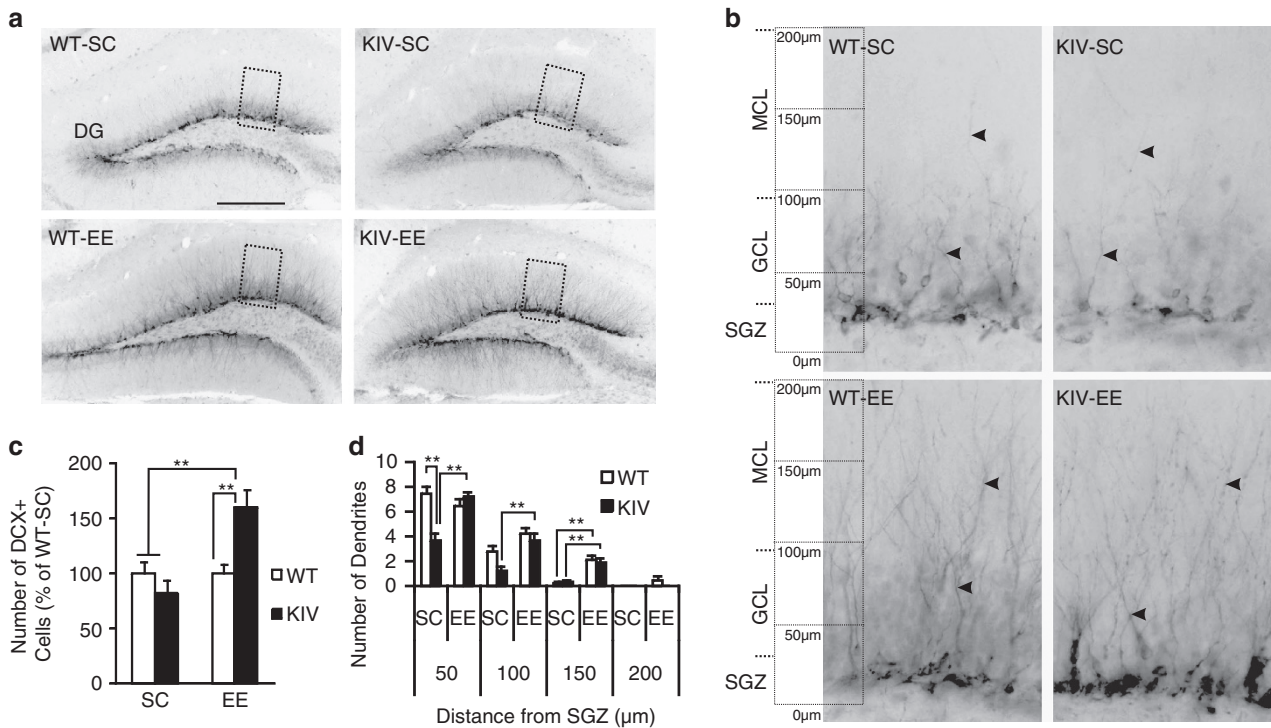 a
WT-SC
KIV-SC
DG
WT-EE
KIV-EE
b
WT-SC
KIV-SC
200µm
MCL
150µm
100µm
GCL
50µm
SGZ
0µm
WT-EE
KIV-EE
200µm
MCL
150µm
100µm
GCL
50µm
SGZ
0µm
c
Number of DCX+
Cells (% of WT-SC)
200
150
100
50
0
**
**
WT
KIV
SC
EE
d
Number of Dendrites
10
8
6
4
2
0
**
**
**
**
**
WT
KIV
SC EE SC EE SC EE SC EE
50 100 150 200
Distance from SGZ (µm)